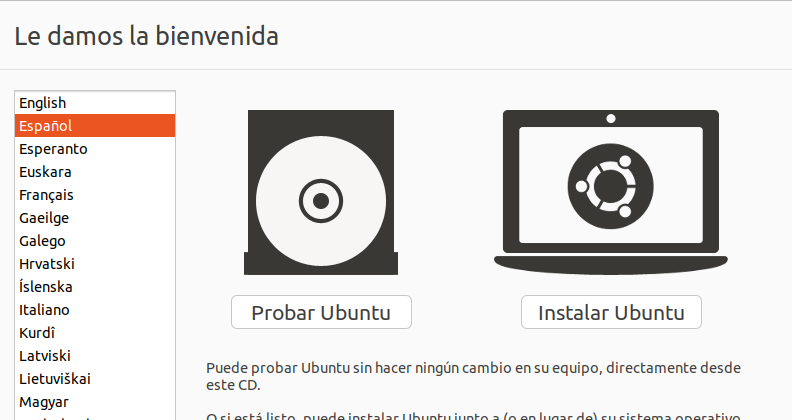 Le damos la bienvenida
English
Español
Esperanto
Euskara
Français
Gaeilge
Galego
Hrvatski
Íslenska
Italiano
Kurdî
Latviski
Lietuviškai
Magyar
Probar Ubuntu
Instalar Ubuntu
Puede probar Ubuntu sin hacer ningún cambio en su equipo, directamente desde
este CD.
O si está listo, puede instalar Ubuntu junto a (o en lugar de) su sistema operativo